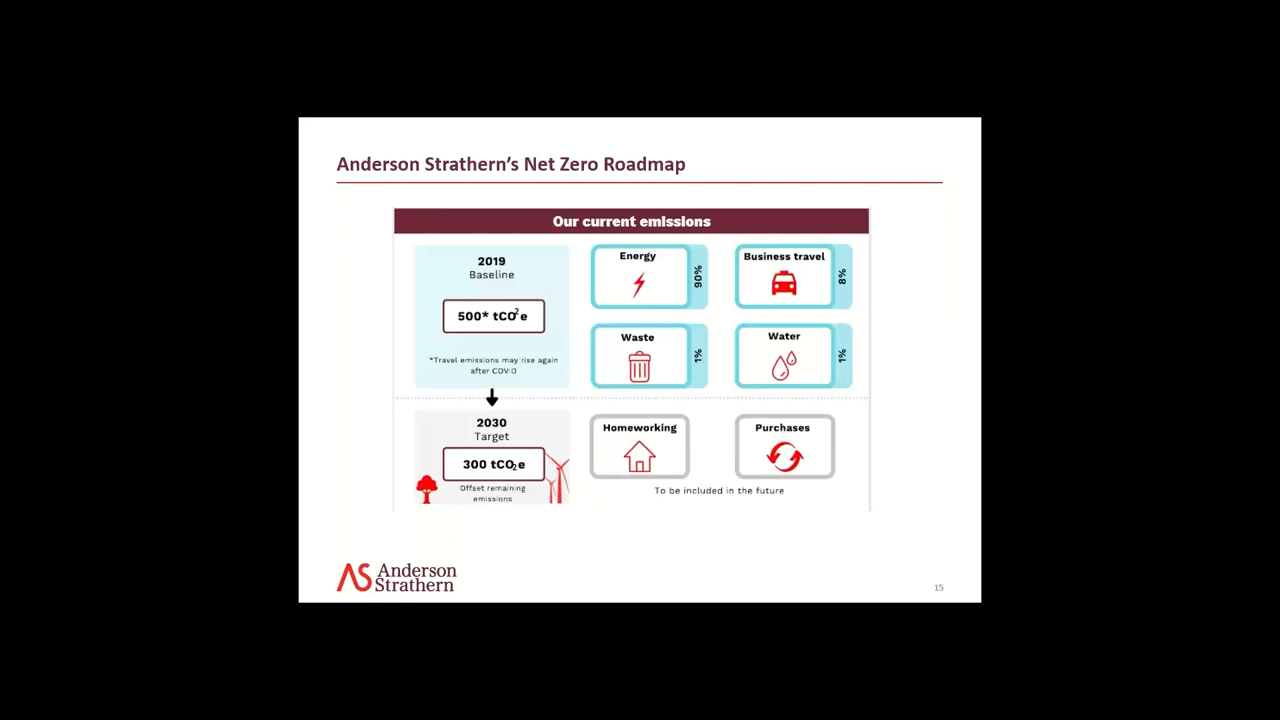 Anderson Strathern's Net Zero Roadmap
Our current emissions
2019
Baseline
500* tCO2e
*Travel emissions may rise again
after COVID
Energy
90%
Business travel
8%
Waste
1%
Water
1%
2030
Target
300 tCO2e
Offset remaining
emissions
Homeworking
Purchases
To be included in the future
AS Anderson
Strathern
15